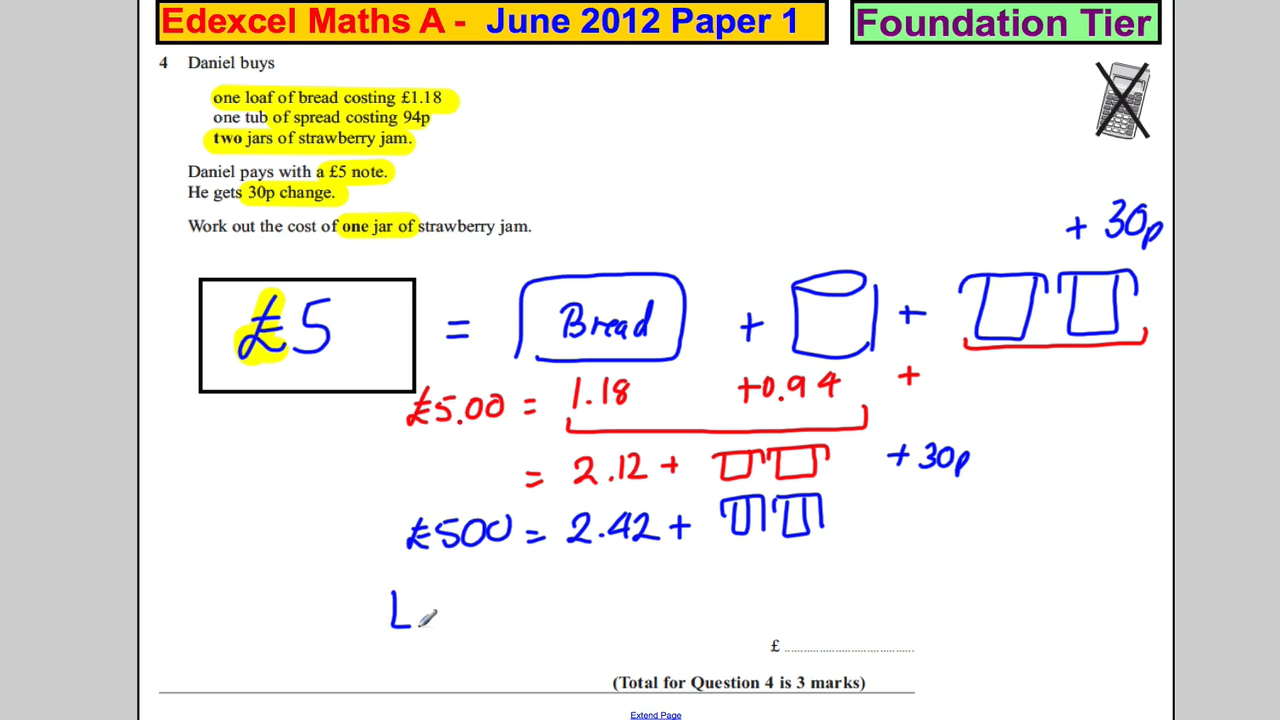 Edexcel Maths A - June 2012 Paper 1
Foundation Tier
4 Daniel buys
one loaf of bread costing £1.18
one tub of spread costing 94p
two jars of strawberry jam.
Daniel pays with a £5 note.
He gets 30p change.
Work out the cost of one jar of strawberry jam.
+ 30p
£5 = Bread + +
£5.00 = 1.18 +0.94 +
= 2.12 + + 30p
£500 = 2.42 +
L
£ ........................................
(Total for Question 4 is 3 marks)
Extend Page